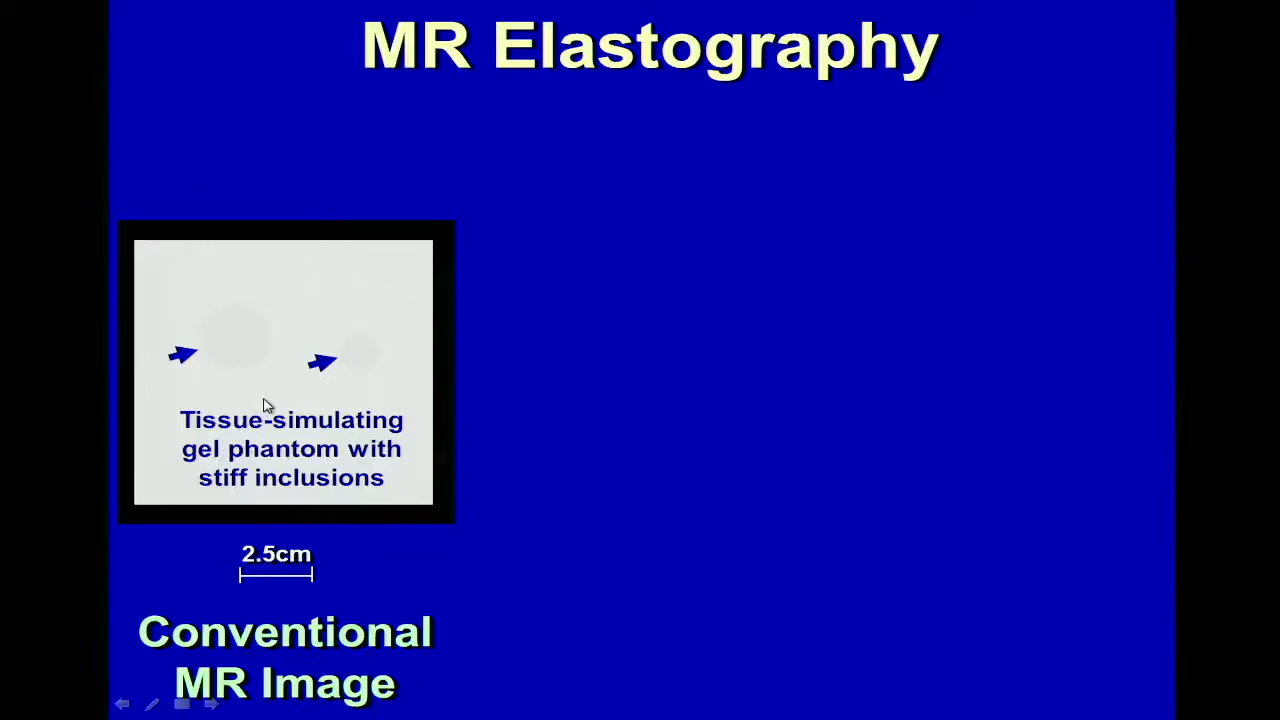 MR Elastography
Tissue-simulating
gel phantom with
stiff inclusions
2.5cm
Conventional
MR Image